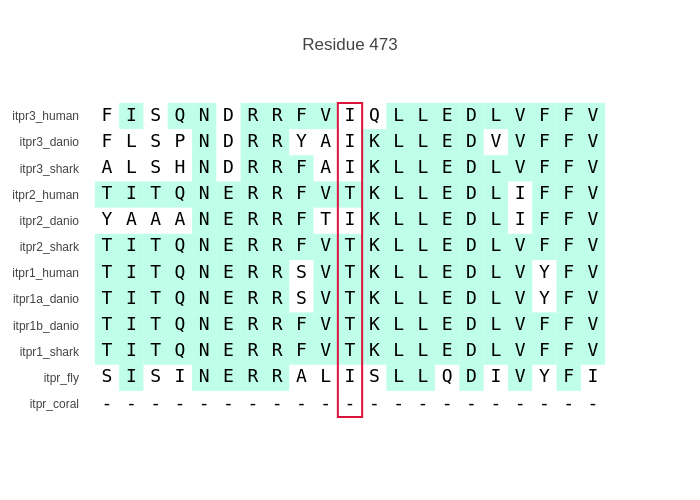 Residue 473
itpr3_human F I S Q N D R R F V I Q L L E D L V F F V
itpr3_danio F L S P N D R R Y A I K L L E D V V F F V
itpr3_shark A L S H N D R R F A I K L L E D L V F F V
itpr2_human T I T Q N E R R F V T K L L E D L I F F V
itpr2_danio Y A A A N E R R F T I K L L E D L I F F V
itpr2_shark T I T Q N E R R F V T K L L E D L V F F V
itpr1_human T I T Q N E R R S V T K L L E D L V Y F V
itpr1a_danio T I T Q N E R R S V T K L L E D L V Y F V
itpr1b_danio T I T Q N E R R F V T K L L E D L V F F V
itpr1_shark T I T Q N E R R F V T K L L E D L V F F V
itpr_fly S I S I N E R R A L I S L L Q D I V Y F I
itpr_coral - - - - - - - - - - - - - - - - - - - - -